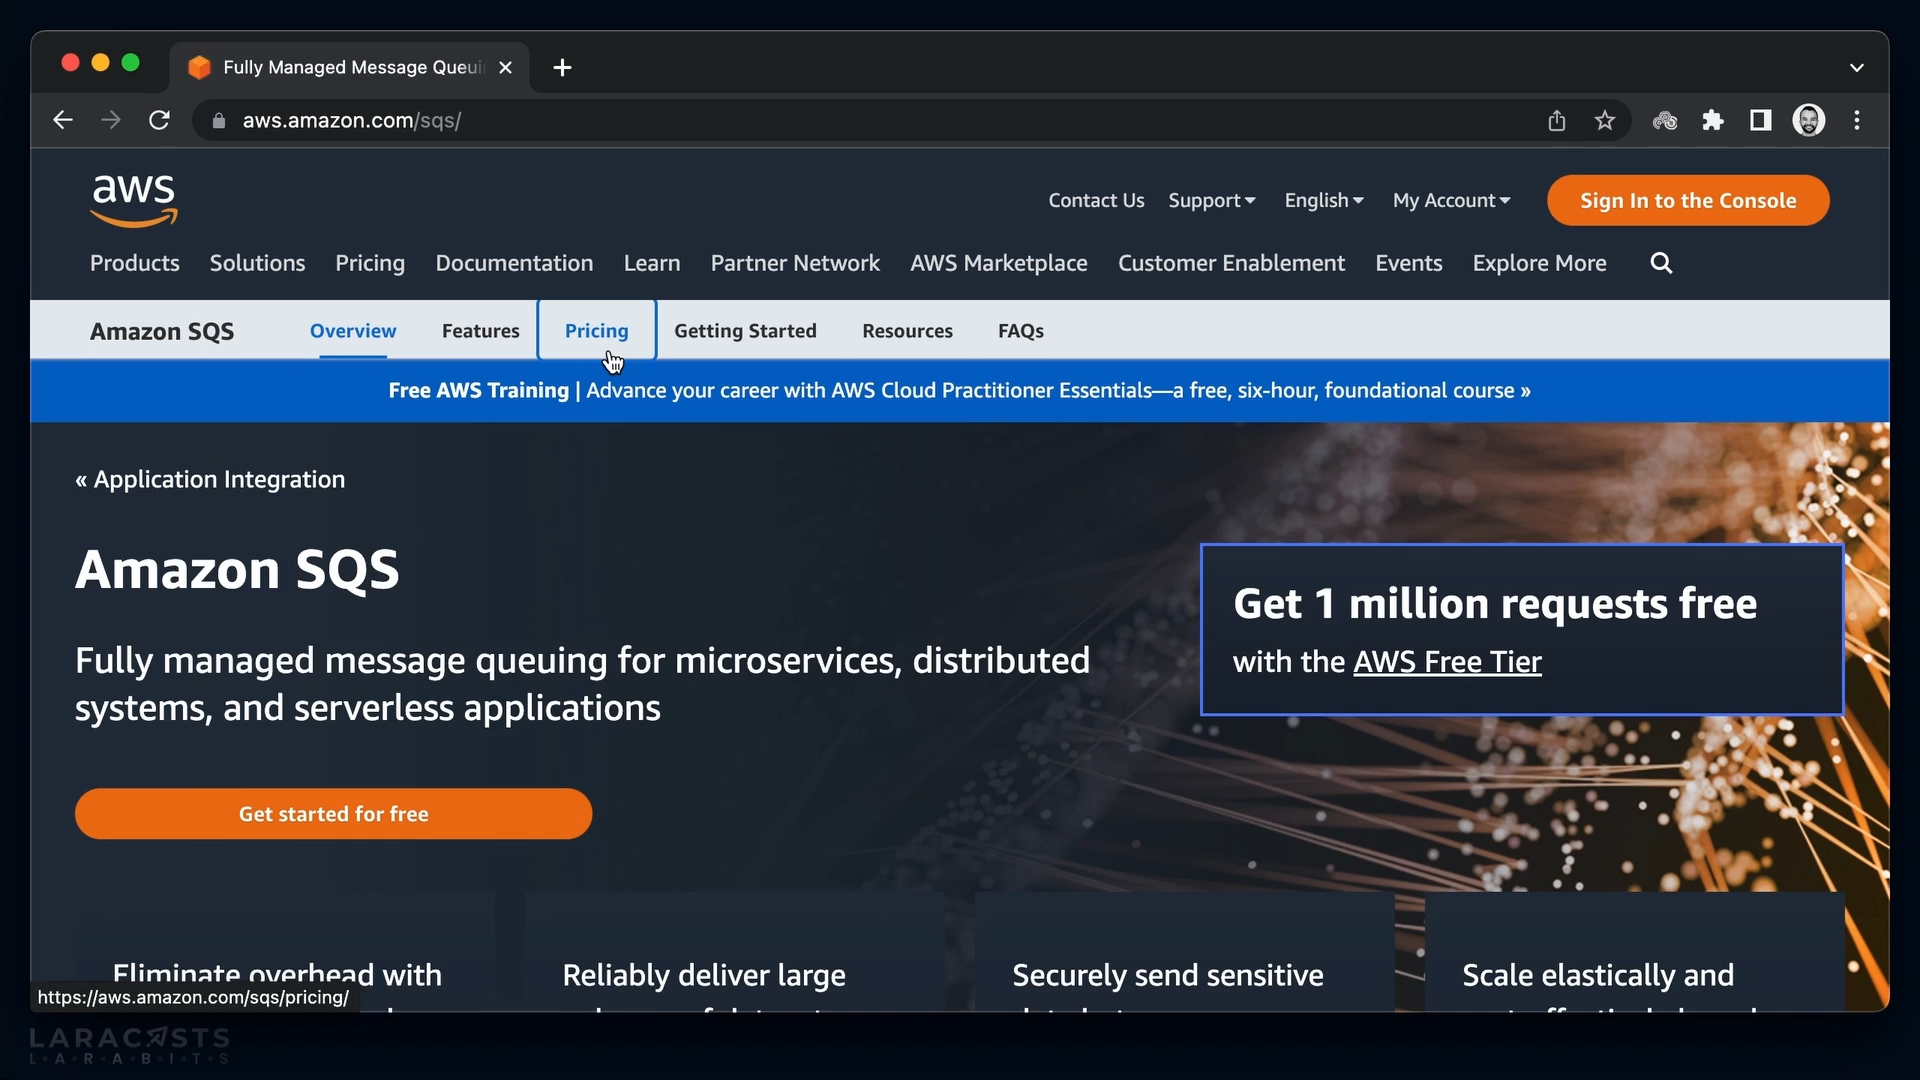 Fully Managed Message Queui
aws.amazon.com/sqs/
aws
Contact Us Support English My Account Sign In to the Console
Products Solutions Pricing Documentation Learn Partner Network AWS Marketplace Customer Enablement Events Explore More
Amazon SQS Overview Features Pricing Getting Started Resources FAQs
Free AWS Training | Advance your career with AWS Cloud Practitioner Essentials—a free, six-hour, foundational course »
« Application Integration
Amazon SQS
Fully managed message queuing for microservices, distributed
systems, and serverless applications
Get started for free
Get 1 million requests free
with the AWS Free Tier
Eliminate overhead with
Reliably deliver large
Securely send sensitive
Scale elastically and
https://aws.amazon.com/sqs/pricing/
LARACASTS
L·A·R·A·B·I·T·S